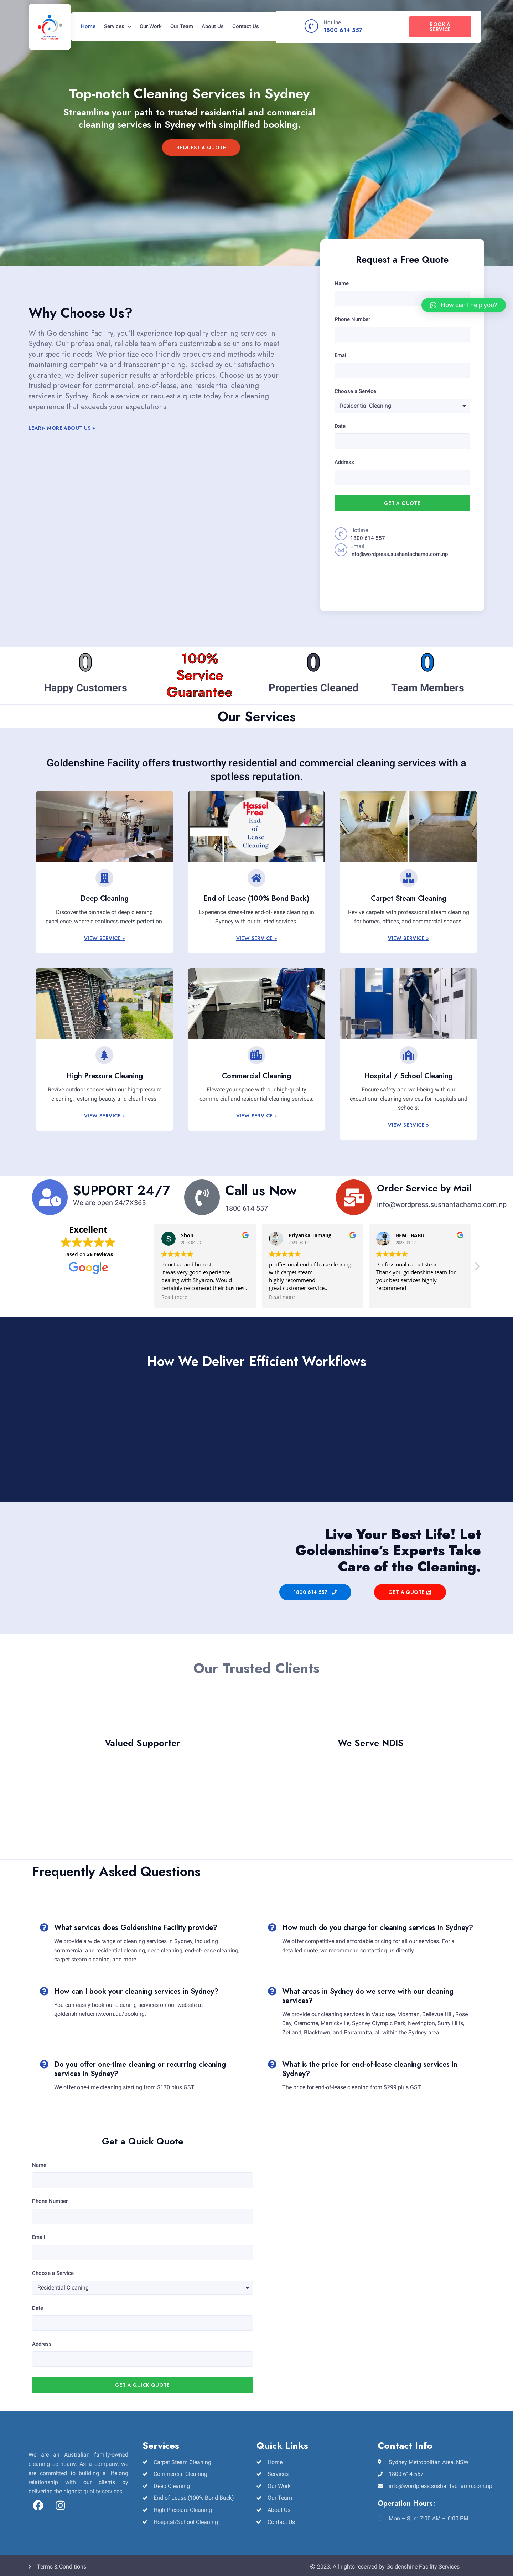 Home
Services
Our Work
Our Team
About Us
Contact Us
Hotline
1800 614 557
BOOK A
SERVICE
Top-notch Cleaning Services in Sydney
Streamline your path to trusted residential and commercial
cleaning services in Sydney with simplified booking.
REQUEST A QUOTE
Request a Free Quote
Name
How can I help you?
Phone Number
Email
Choose a Service
Residential Cleaning
Date
Address
GET A QUOTE
Hotline
1800 614 557
Email
info@wordpress.sushantachamo.com.np
Why Choose Us?
With Goldenshine Facility, you'll experience top-quality cleaning services in
Sydney. Our professional, reliable team offers customizable solutions to meet
your specific needs. We prioritize eco-friendly products and methods while
maintaining competitive and transparent pricing. Backed by our satisfaction
guarantee, we deliver superior results at affordable prices. Choose us as your
trusted provider for commercial, end-of-lease, and residential cleaning
services in Sydney. Book a service or request a quote today for a cleaning
experience that exceeds your expectations.
LEARN MORE ABOUT US »
0
Happy Customers
100%
Service
Guarantee
0
Properties Cleaned
0
Team Members
Our Services
Goldenshine Facility offers trustworthy residential and commercial cleaning services with a
spotless reputation.
Deep Cleaning
Discover the pinnacle of deep cleaning
excellence, where cleanliness meets perfection.
VIEW SERVICE »
Hassel
Free
End
of
Lease
Cleaning
End of Lease (100% Bond Back)
Experience stress-free end-of-lease cleaning in
Sydney with our trusted services.
VIEW SERVICE »
Carpet Steam Cleaning
Revive carpets with professional steam cleaning
for homes, offices, and commercial spaces.
VIEW SERVICE »
High Pressure Cleaning
Revive outdoor spaces with our high-pressure
cleaning, restoring beauty and cleanliness.
VIEW SERVICE »
Commercial Cleaning
Elevate your space with our high-quality
commercial and residential cleaning services.
VIEW SERVICE »
Hospital / School Cleaning
Ensure safety and well-being with our
exceptional cleaning services for hospitals and
schools.
VIEW SERVICE »
SUPPORT 24/7
We are open 24/7X365
Call us Now
1800 614 557
Order Service by Mail
info@wordpress.sushantachamo.com.np
Excellent
Based on 36 reviews
Google
S
Shon
Punctual and honest.
It was very good experience
dealing with Shyaron. Would
certainly reccomend their busines...
Read more
Priyanka Tamang
proffesional end of lease cleaning
with carpet steam.
highly recommend
great customer service...
Read more
Professional carpet steam
Thank you goldenshine team for
your best services.highly
recommend
How We Deliver Efficient Workflows
Live Your Best Life! Let
Goldenshine's Experts Take
Care of the Cleaning.
1800 614 557
GET A QUOTE
Our Trusted Clients
Valued Supporter
We Serve NDIS
Frequently Asked Questions
What services does Goldenshine Facility provide?
We provide a wide range of cleaning services in Sydney, including
commercial and residential cleaning, deep cleaning, end-of-lease cleaning,
carpet steam cleaning, and more.
How much do you charge for cleaning services in Sydney?
We offer competitive and affordable pricing for all our services. For a
detailed quote, we recommend contacting us directly.
How can I book your cleaning services in Sydney?
You can easily book our cleaning services on our website at
goldenshinefacility.com.au/booking.
What areas in Sydney do we serve with our cleaning
services?
We provide our cleaning services in Vaucluse, Mosman, Bellevue Hill, Rose
Bay, Cremorne, Marrickville, Sydney Olympic Park, Newington, Surry Hills,
Zetland, Blacktown, and Parramatta, all within the Sydney area.
Do you offer one-time cleaning or recurring cleaning
services in Sydney?
We offer one-time cleaning starting from $170 plus GST.
What is the price for end-of-lease cleaning services in
Sydney?
The price for end-of-lease cleaning from $299 plus GST.
Get a Quick Quote
Name
Phone Number
Email
Choose a Service
Residential Cleaning
Date
Address
GET A QUICK QUOTE
We are an Australian family-owned
cleaning company. As a company, we
are committed to building a lifelong
relationship with our clients by
delivering the highest quality services.
Services
Carpet Steam Cleaning
Commercial Cleaning
Deep Cleaning
End of Lease (100% Bond Back)
High Pressure Cleaning
Hospital/School Cleaning
Quick Links
Home
Services
Our Work
Our Team
About Us
Contact Us
Contact Info
Sydney Metropolitan Area, NSW
1800 614 557
info@wordpress.sushantachamo.com.np
Operation Hours:
Mon – Sun: 7:00 AM – 6:00 PM
Terms & Conditions
© 2023. All rights reserved by Goldenshine Facility Services